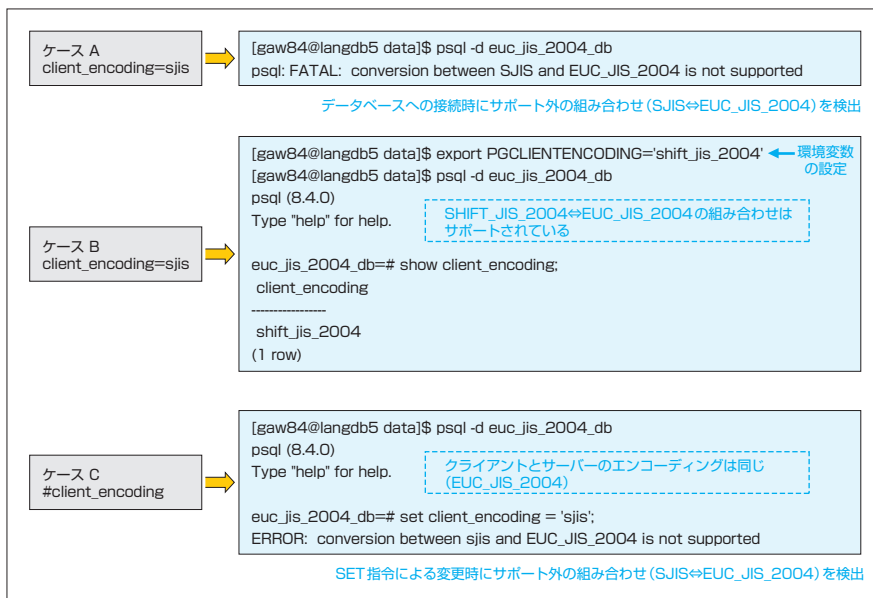 ケース A
client_encoding=sjis
[gaw84@langdb5 data]$ psql -d euc_jis_2004_db
psql: FATAL:  conversion between SJIS and EUC_JIS_2004 is not supported
データベースへの接続時にサポート外の組み合わせ（SJIS⇔EUC_JIS_2004）を検出
ケース B
client_encoding=sjis
[gaw84@langdb5 data]$ export PGCLIENTENCODING='shift_jis_2004'
環境変数
の設定
[gaw84@langdb5 data]$ psql -d euc_jis_2004_db
psql (8.4.0)
Type "help" for help.
SHIFT_JIS_2004⇔EUC_JIS_2004の組み合わせは
サポートされている
euc_jis_2004_db=# show client_encoding;
client_encoding
-----------------
shift_jis_2004
(1 row)
ケース C
#client_encoding
[gaw84@langdb5 data]$ psql -d euc_jis_2004_db
psql (8.4.0)
Type "help" for help.
クライアントとサーバーのエンコーディングは同じ
（EUC_JIS_2004）
euc_jis_2004_db=# set client_encoding = 'sjis';
ERROR:  conversion between sjis and EUC_JIS_2004 is not supported
SET指令による変更時にサポート外の組み合わせ（SJIS⇔EUC_JIS_2004）を検出